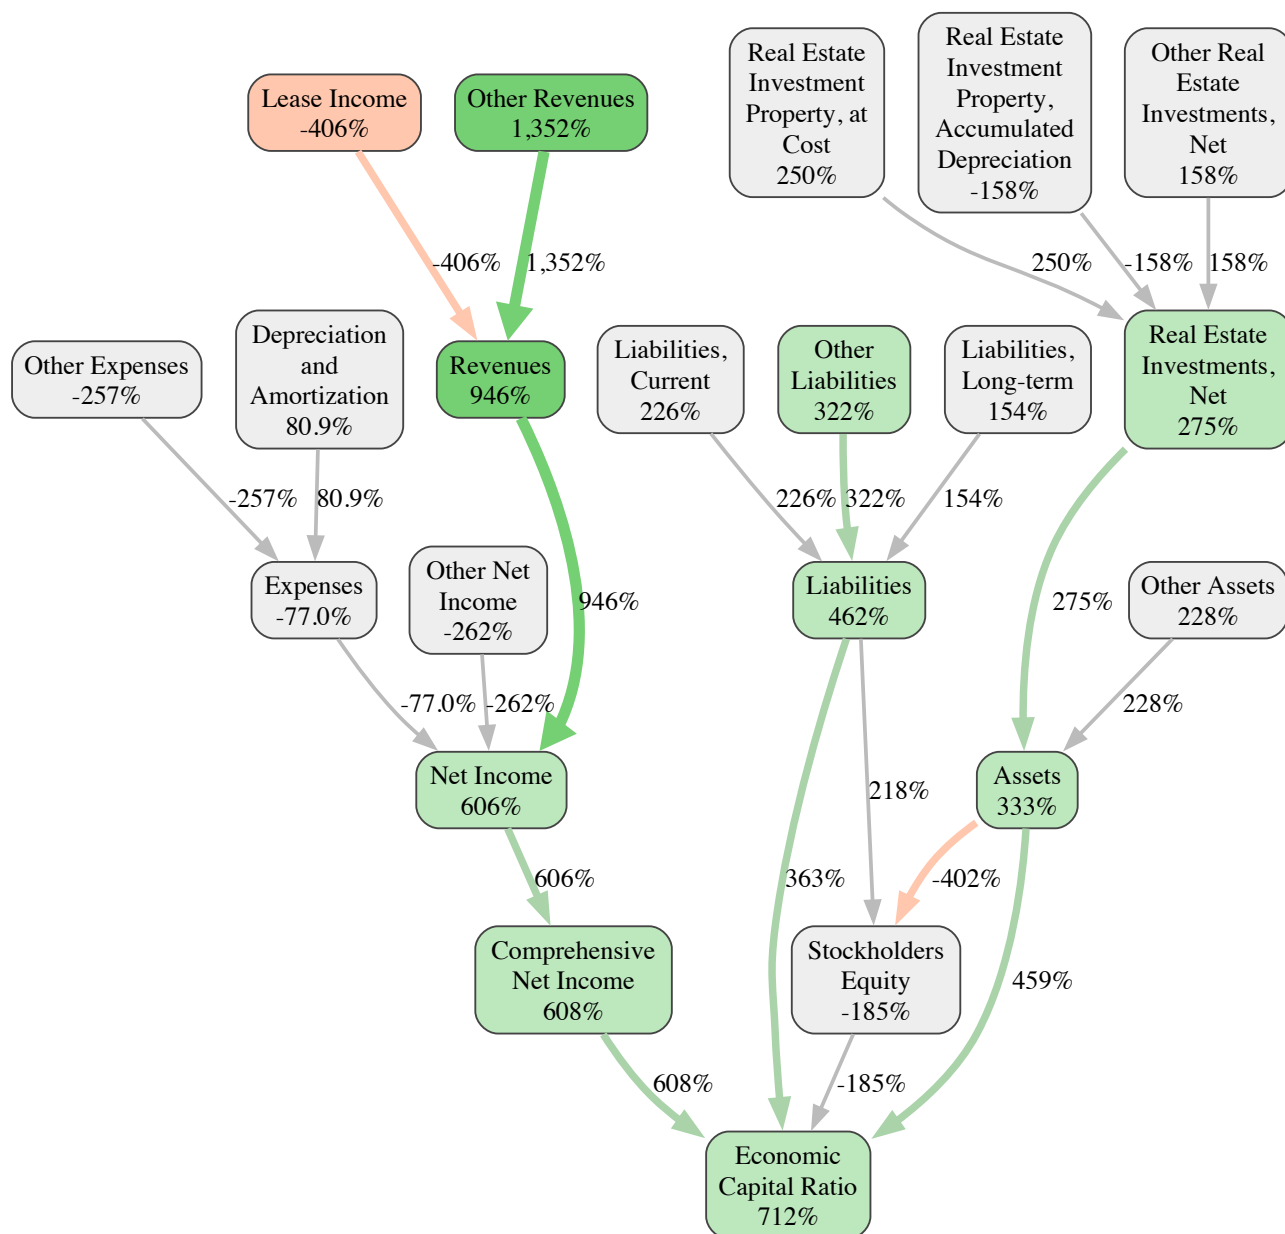 Real Estate
Investment
Property, at
Cost
250%
Real Estate
Investment
Property,
Accumulated
Depreciation
-158%
Other Real
Estate
Investments,
Net
158%
Lease Income
-406%
Other Revenues
1,352%
-406%
1,352%
250%
-158%
158%
Other Expenses
-257%
Depreciation
and
Amortization
80.9%
Revenues
946%
Liabilities,
Current
226%
Other
Liabilities
322%
Liabilities,
Long-term
154%
Real Estate
Investments,
Net
275%
-257%
80.9%
226%
322%
154%
Expenses
-77.0%
Other Net
Income
-262%
946%
Liabilities
462%
275%
Other Assets
228%
-77.0%
-262%
228%
Net Income
606%
218%
Assets
333%
606%
363%
-402%
Comprehensive
Net Income
608%
Stockholders
Equity
-185%
459%
608%
-185%
Economic
Capital Ratio
712%